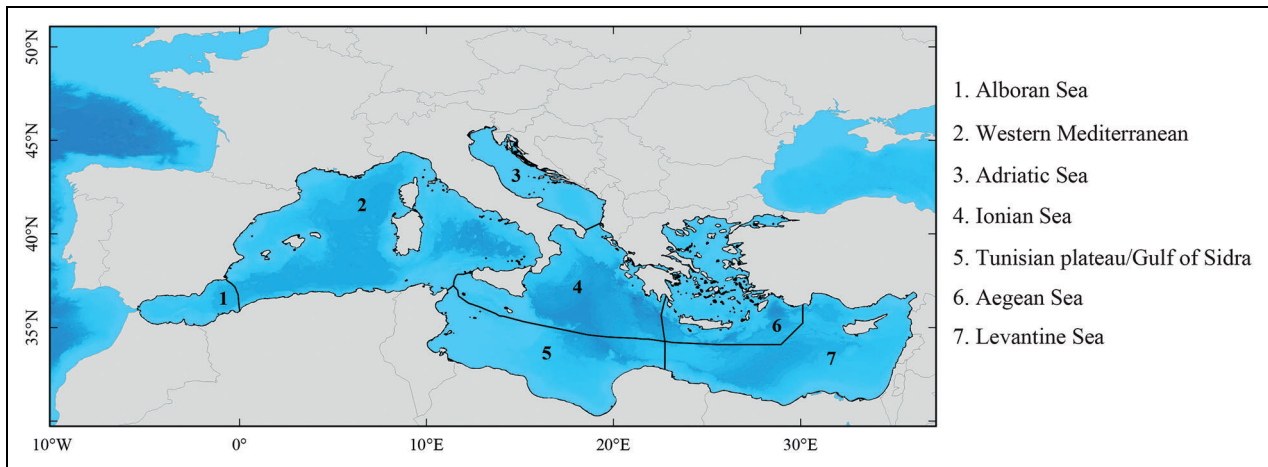 50°N
45°N
40°N
35°N
10°W
0°
10°E
20°E
30°E
1
2
3
4
5
6
7
1. Alboran Sea
2. Western Mediterranean
3. Adriatic Sea
4. Ionian Sea
5. Tunisian plateau/Gulf of Sidra
6. Aegean Sea
7. Levantine Sea